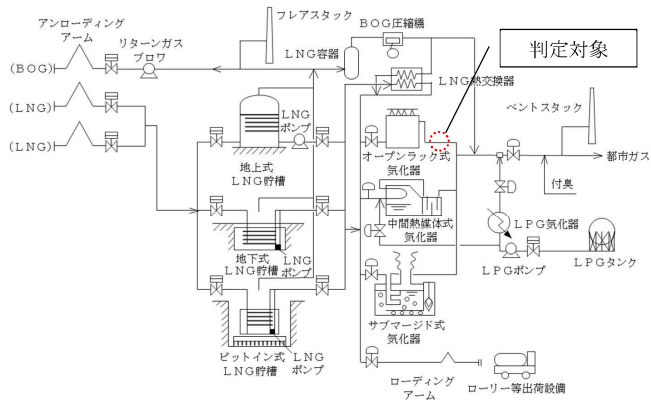 フレアスタック
アンローディング
アーム
リターンガス
ブロワ
BOG圧縮機
LNG容器
判定対象
(BOG)
LNG熱交換器
ベントスタック
(LNG)
LNG
ポンプ
(LNG)
オープンラック式
気化器
都市ガス
地上式
LNG貯槽
付臭
中間熱媒体式
気化器
LPG気化器
地下式
LNG貯槽
LNG
ポンプ
LPGポンプ
LPGタンク
サブマージド式
気化器
ピットイン式
LNG貯槽
LNG
ポンプ
ローディング
アーム
ローリー等出荷設備